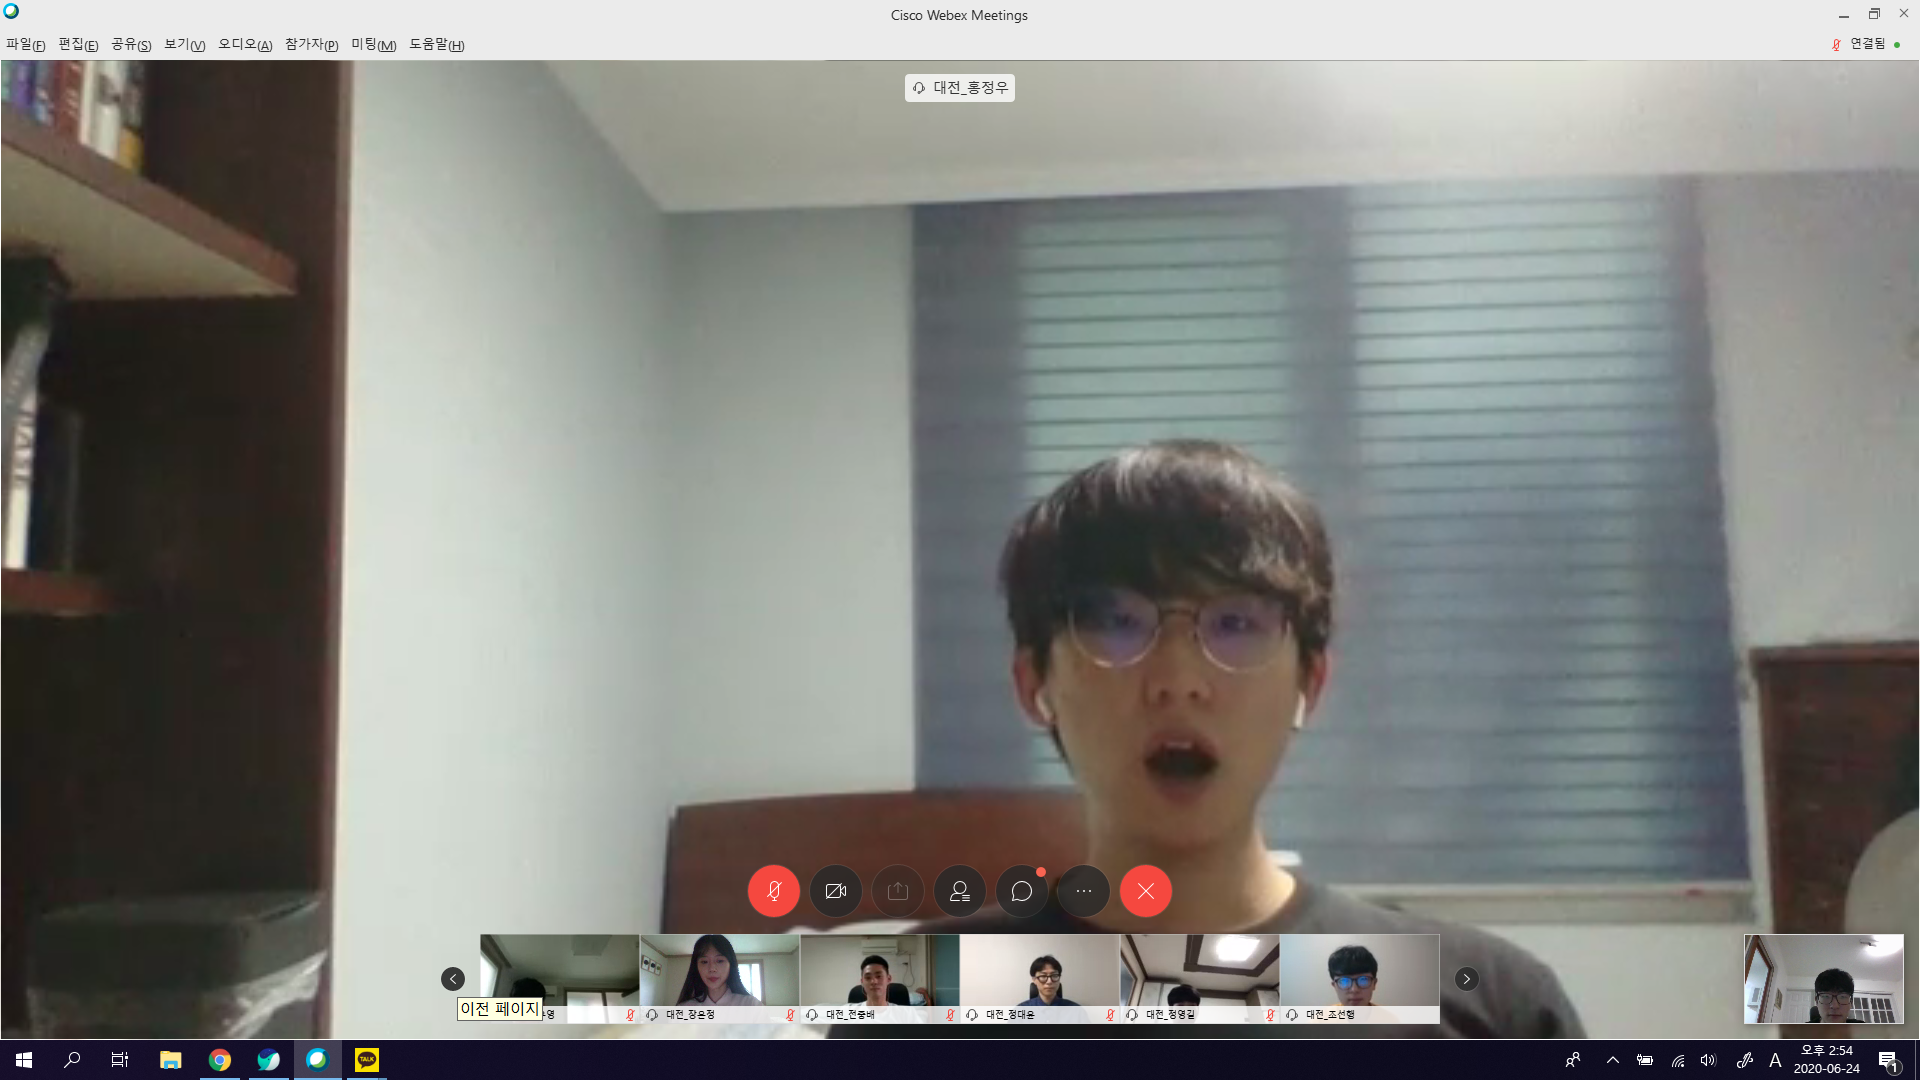 Cisco Webex Meetings
파일(F) 편집(E) 공유(S) 보기(V) 오디오(A) 참가자(P) 미팅(M) 도움말(H)
연결됨
대전_홍정우
이전 페이지
영
대전_장은정
대전_전충배
대전_정대윤
대전_정영길
대전_조선행
TALK
A
오후 2:54
2020-06-24
1